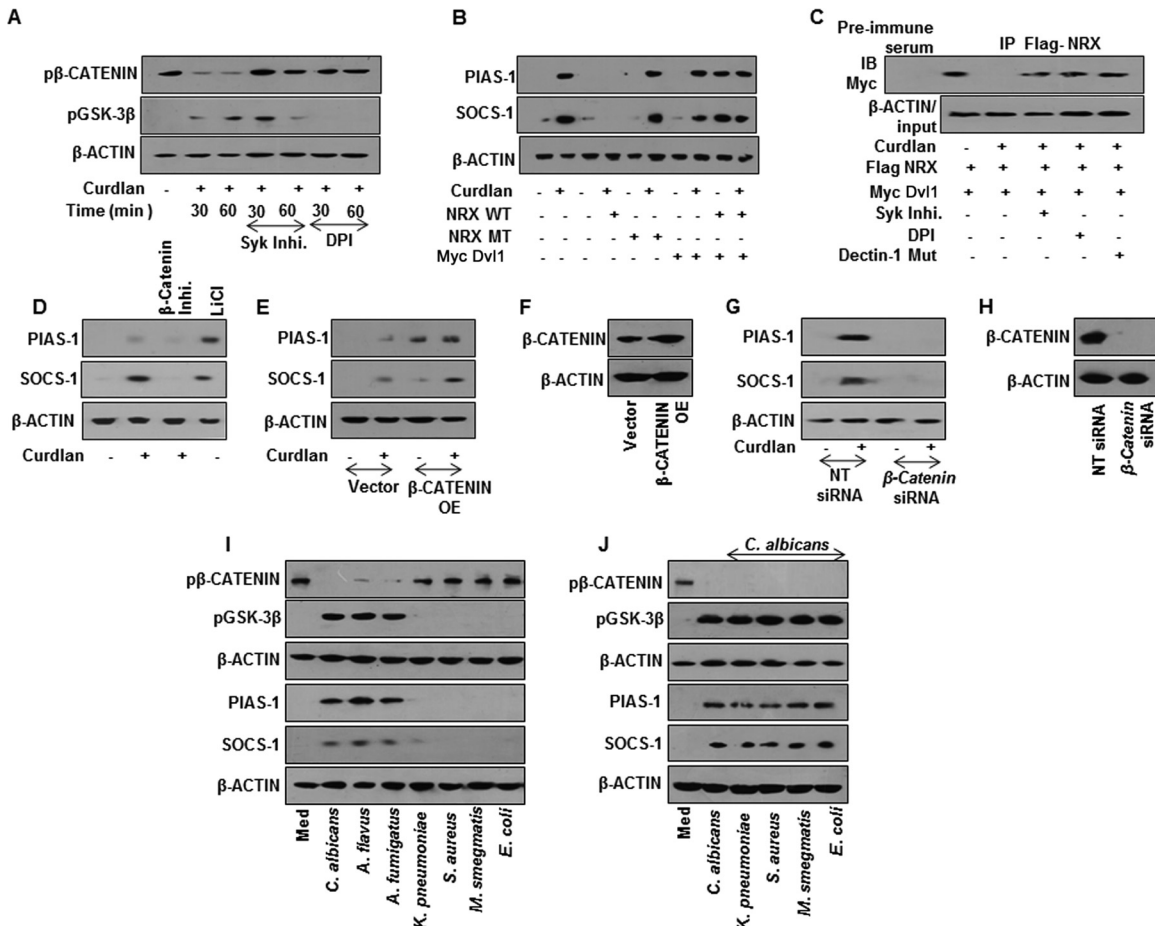 A
pβ-CATENIN
pGSK-3β
β-ACTIN
Curdlan - + + + + + +
Time (min) 30 60 30 60 30 60
Syk Inhi. DPI
B
PIAS-1
SOCS-1
β-ACTIN
Curdlan - + - + - + - + - +
NRX WT - - + + - - - - + +
NRX MT - - - - + + - - - -
Myc Dvl1 - - - - - - + + + +
C
Pre-immune serum
IP Flag-NRX
IB Myc
β-ACTIN/ input
Curdlan - + + + +
Flag NRX + + + + +
Myc Dvl1 + + + + +
Syk Inhi. +
DPI +
Dectin-1 Mut +
D
β-Catenin Inhi.
LiCl
PIAS-1
SOCS-1
β-ACTIN
Curdlan - + + -
E
PIAS-1
SOCS-1
β-ACTIN
Curdlan - + - +
Vector β-CATENIN OE
F
β-CATENIN
β-ACTIN
Vector
β-CATENIN OE
G
PIAS-1
SOCS-1
β-ACTIN
Curdlan - + - +
NT siRNA
β-Catenin siRNA
H
β-CATENIN
β-ACTIN
NT siRNA
β-Catenin siRNA
I
pβ-CATENIN
pGSK-3β
β-ACTIN
PIAS-1
SOCS-1
β-ACTIN
Med
C. albicans
A. flavus
A. fumigatus
K. pneumoniae
S. aureus
M. smegmatis
E. coli
J
C. albicans
pβ-CATENIN
pGSK-3β
β-ACTIN
PIAS-1
SOCS-1
β-ACTIN
Med
C. albicans
K. pneumoniae
S. aureus
M. smegmatis
E. coli